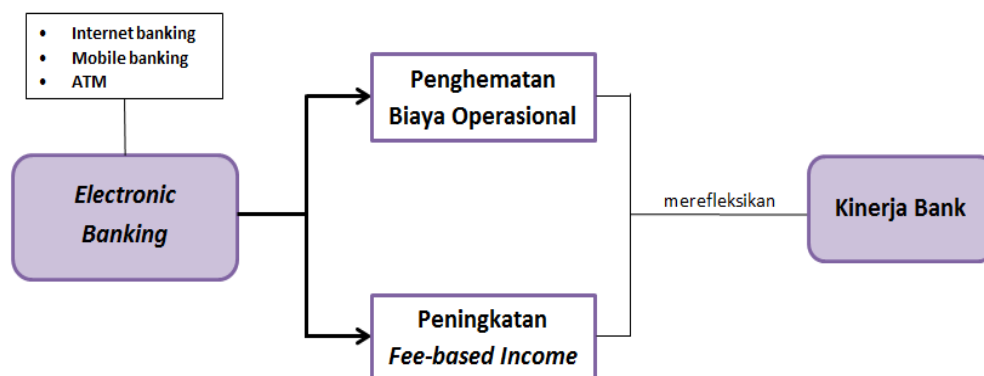 • Internet banking
• Mobile banking
• ATM
Electronic
Banking
Penghematan
Biaya Operasional
Peningkatan
Fee-based Income
merefleksikan
Kinerja Bank